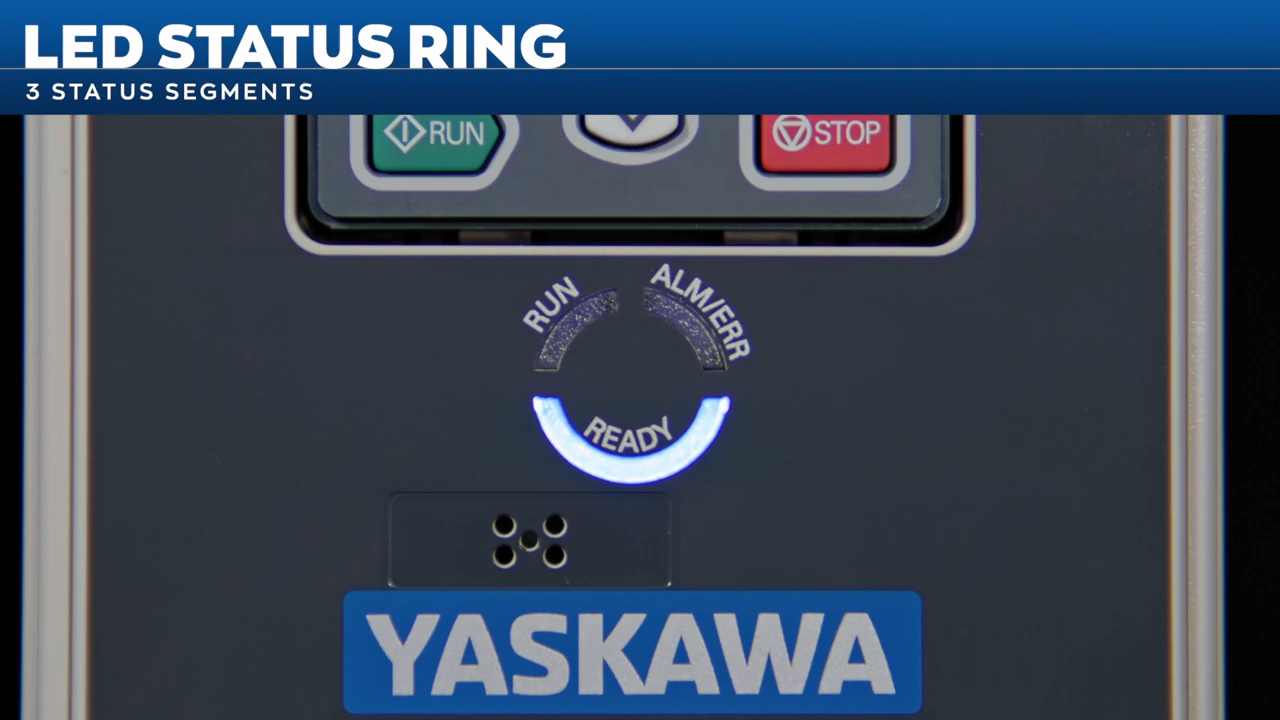 LED STATUS RING
3 STATUS SEGMENTS
RUN
STOP
RUN
ALM/ERR
READY
YASKAWA